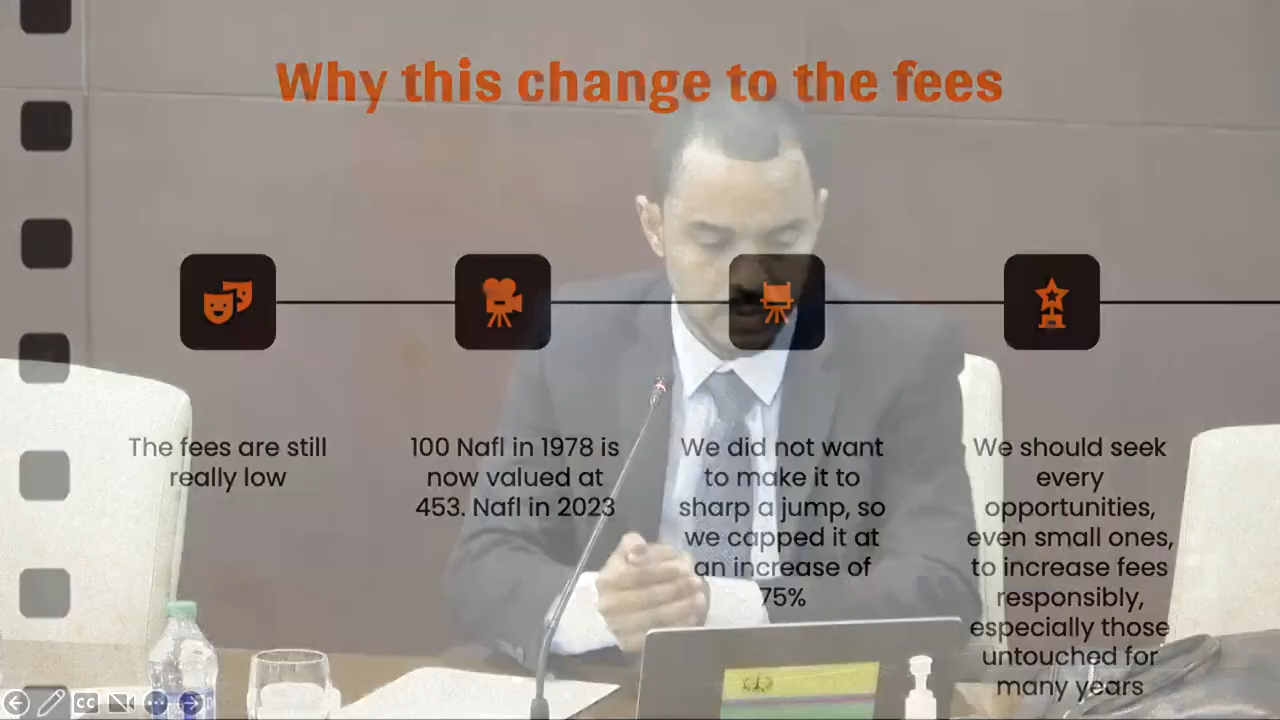 Why this change to the fees
The fees are still
really low
100 Nafl in 1978 is
now valued at
453. Nafl in 2023
We did not want
to make it to
sharp a jump, so
we capped it at
an increase of
75%
We should seek
every
opportunities,
even small ones,
to increase fees
responsibly,
especially those
untouched for
many years
CC